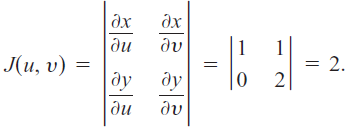 J(u, v) = | ∂x/∂u ∂x/∂v | = | 1 1 | = 2.
| ∂y/∂u ∂y/∂v | | 0 2 |